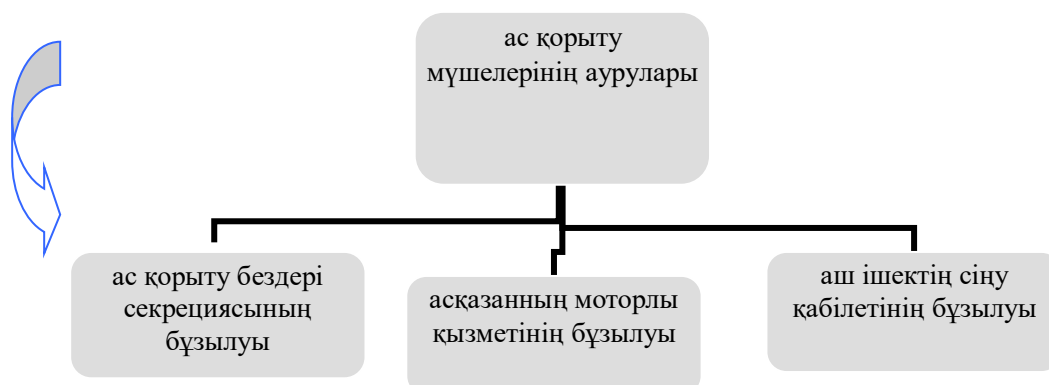 ас қорыту
мүшелерінің аурулары
ас қорыту бездері
секрециясының
бұзылуы
асқазанның моторлы
қызметінің бұзылуы
аш ішектің сіңу
қабілетінің бұзылуы